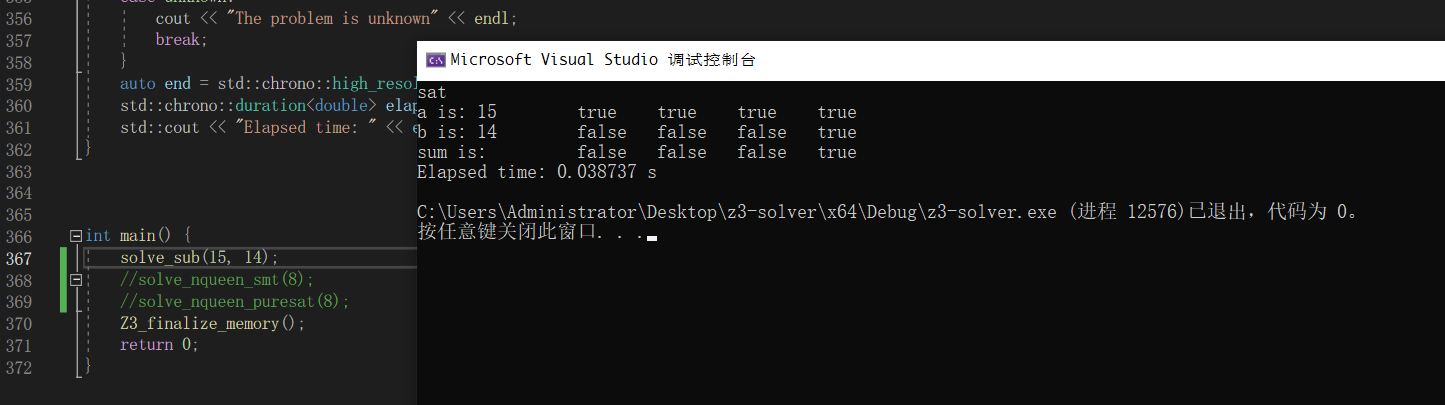 356 cout << "The problem is unknown" << endl;
357 break;
358 }
359 auto end = std::chrono::high_resol
360 std::chrono::duration<double> elap
361 std::cout << "Elapsed time: " << e
362 }
363
364
365
366 int main() {
367 solve_sub(15, 14);
368 //solve_nqueen_smt(8);
369 //solve_nqueen_puresat(8);
370 Z3_finalize_memory();
371 return 0;
372 }
Microsoft Visual Studio 调试控制台
sat
a is: 15 true true true true
b is: 14 false false false true
sum is: false false false true
Elapsed time: 0.038737 s
C:\Users\Administrator\Desktop\z3-solver\x64\Debug\z3-solver.exe (进程 12576)已退出，代码为 0。
按任意键关闭此窗口. . .